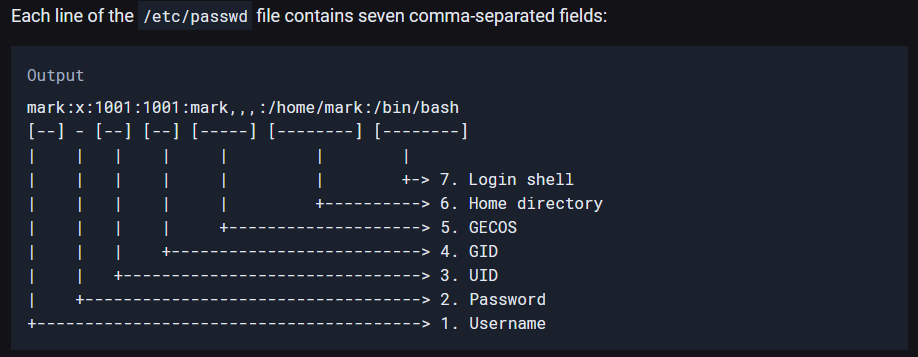 Each line of the /etc/passwd file contains seven comma-separated fields:
Output
mark:x:1001:1001:mark,,,:/home/mark:/bin/bash
[--] - [--] [--] [-----] [--------] [--------]
|    |   |    |     |         |        |
|    |   |    |     |         |        +-> 7. Login shell
|    |   |    |     |         +----------> 6. Home directory
|    |   |    |     +--------------------> 5. GECOS
|    |   |    +--------------------------> 4. GID
|    |   +-------------------------------> 3. UID
|    +-----------------------------------> 2. Password
+----------------------------------------> 1. Username